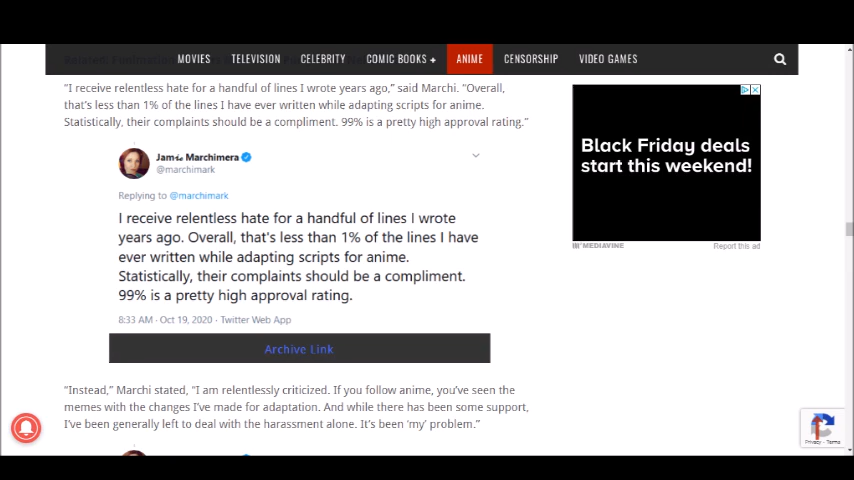 MOVIES TELEVISION CELEBRITY COMIC BOOKS + ANIME CENSORSHIP VIDEO GAMES
“I receive relentless hate for a handful of lines I wrote years ago,” said Marchi. “Overall,
that’s less than 1% of the lines I have ever written while adapting scripts for anime.
Statistically, their complaints should be a compliment. 99% is a pretty high approval rating.”
Marchimera
@marchimark
Replying to @marchimark
I receive relentless hate for a handful of lines I wrote
years ago. Overall, that's less than 1% of the lines I have
ever written while adapting scripts for anime.
Statistically, their complaints should be a compliment.
99% is a pretty high approval rating.
8:33 AM · Oct 19, 2020 · Twitter Web App
Archive Link
“Instead,” Marchi stated, “I am relentlessly criticized. If you follow anime, you’ve seen the
memes with the changes I’ve made for adaptation. And while there has been some support,
I’ve been generally left to deal with the harassment alone. It’s been ‘my’ problem.”
Black Friday deals
start this weekend!
MEDIAVINE
Report this ad
Privacy - Terms